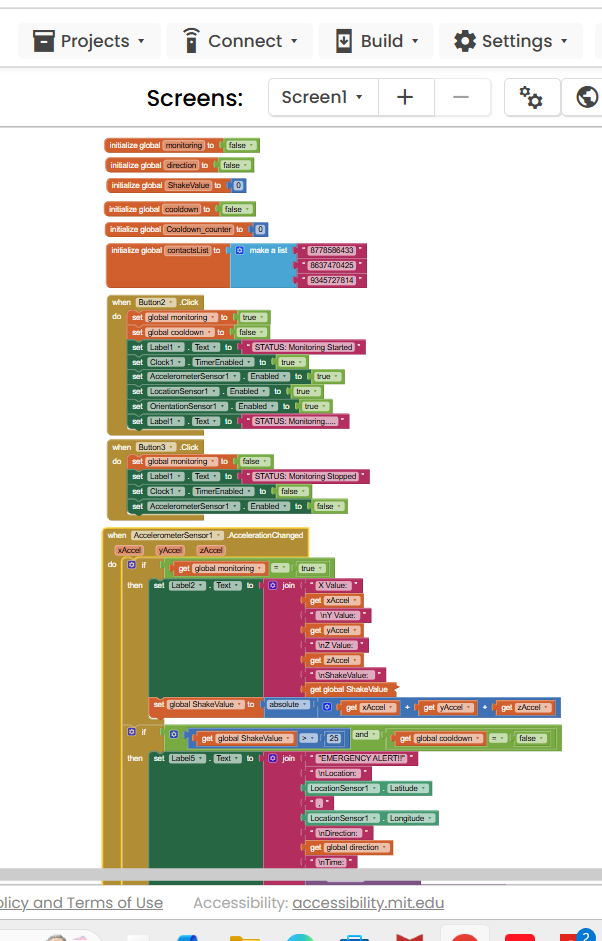 Projects Connect Build Settings
Screens: Screen1 + −
initialize global monitoring to false
initialize global direction to false
initialize global ShakeValue to 0
initialize global cooldown to false
initialize global Cooldown_counter to 0
initialize global contactsList to make a list " 8778586433 "
" 8637470425 "
" 9345727814 "
when Button2 .Click
do set global monitoring to true
set global cooldown to false
set Label1 . Text to " STATUS: Monitoring Started "
set Clock1 . TimerEnabled to true
set AccelerometerSensor1 . Enabled to true
set LocationSensor1 . Enabled to true
set OrientationSensor1 . Enabled to true
set Label1 . Text to " STATUS: Monitoring..... "
when Button3 .Click
do set global monitoring to false
set Label1 . Text to " STATUS: Monitoring Stopped "
set Clock1 . TimerEnabled to false
set AccelerometerSensor1 . Enabled to false
when AccelerometerSensor1 .AccelerationChanged
xAccel yAccel zAccel
do if get global monitoring = true
then set Label2 . Text to join " X Value: "
get xAccel
" \nY Value: "
get yAccel
" \nZ Value: "
get zAccel
" \nShakeValue: "
get global ShakeValue
set global ShakeValue to absolute get xAccel + get yAccel + get zAccel
if get global ShakeValue > 25 and get global cooldown = false
then set Label5 . Text to join " "EMERGENCY ALERT!!" "
" \nLocation: "
LocationSensor1 . Latitude
" , "
LocationSensor1 . Longitude
" \nDirection: "
get global direction
" \nTime: "
olicy and Terms of Use Accessibility: accessibility.mit.edu
2